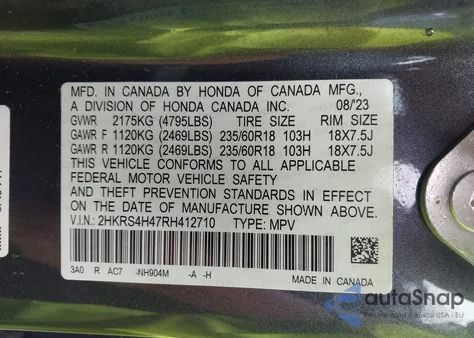 MFD. IN CANADA BY HONDA OF CANADA MFG.,
A DIVISION OF HONDA CANADA INC. 08/'23
GVWR 2175KG (4795LBS) TIRE SIZE RIM SIZE
GAWR F 1120KG (2469LBS) 235/60R18 103H 18X7.5J
GAWR R 1120KG (2469LBS) 235/60R18 103H 18X7.5J
THIS VEHICLE CONFORMS TO ALL APPLICABLE
FEDERAL MOTOR VEHICLE SAFETY
AND THEFT PREVENTION STANDARDS IN EFFECT
ON THE DATE OF MANUFACTURE SHOWN ABOVE.
V.I.N: 2HKRS4H47RH412710 TYPE: MPV
3A0 R AC7 -NH904M -A -H
MADE IN CANADA
autoSnap